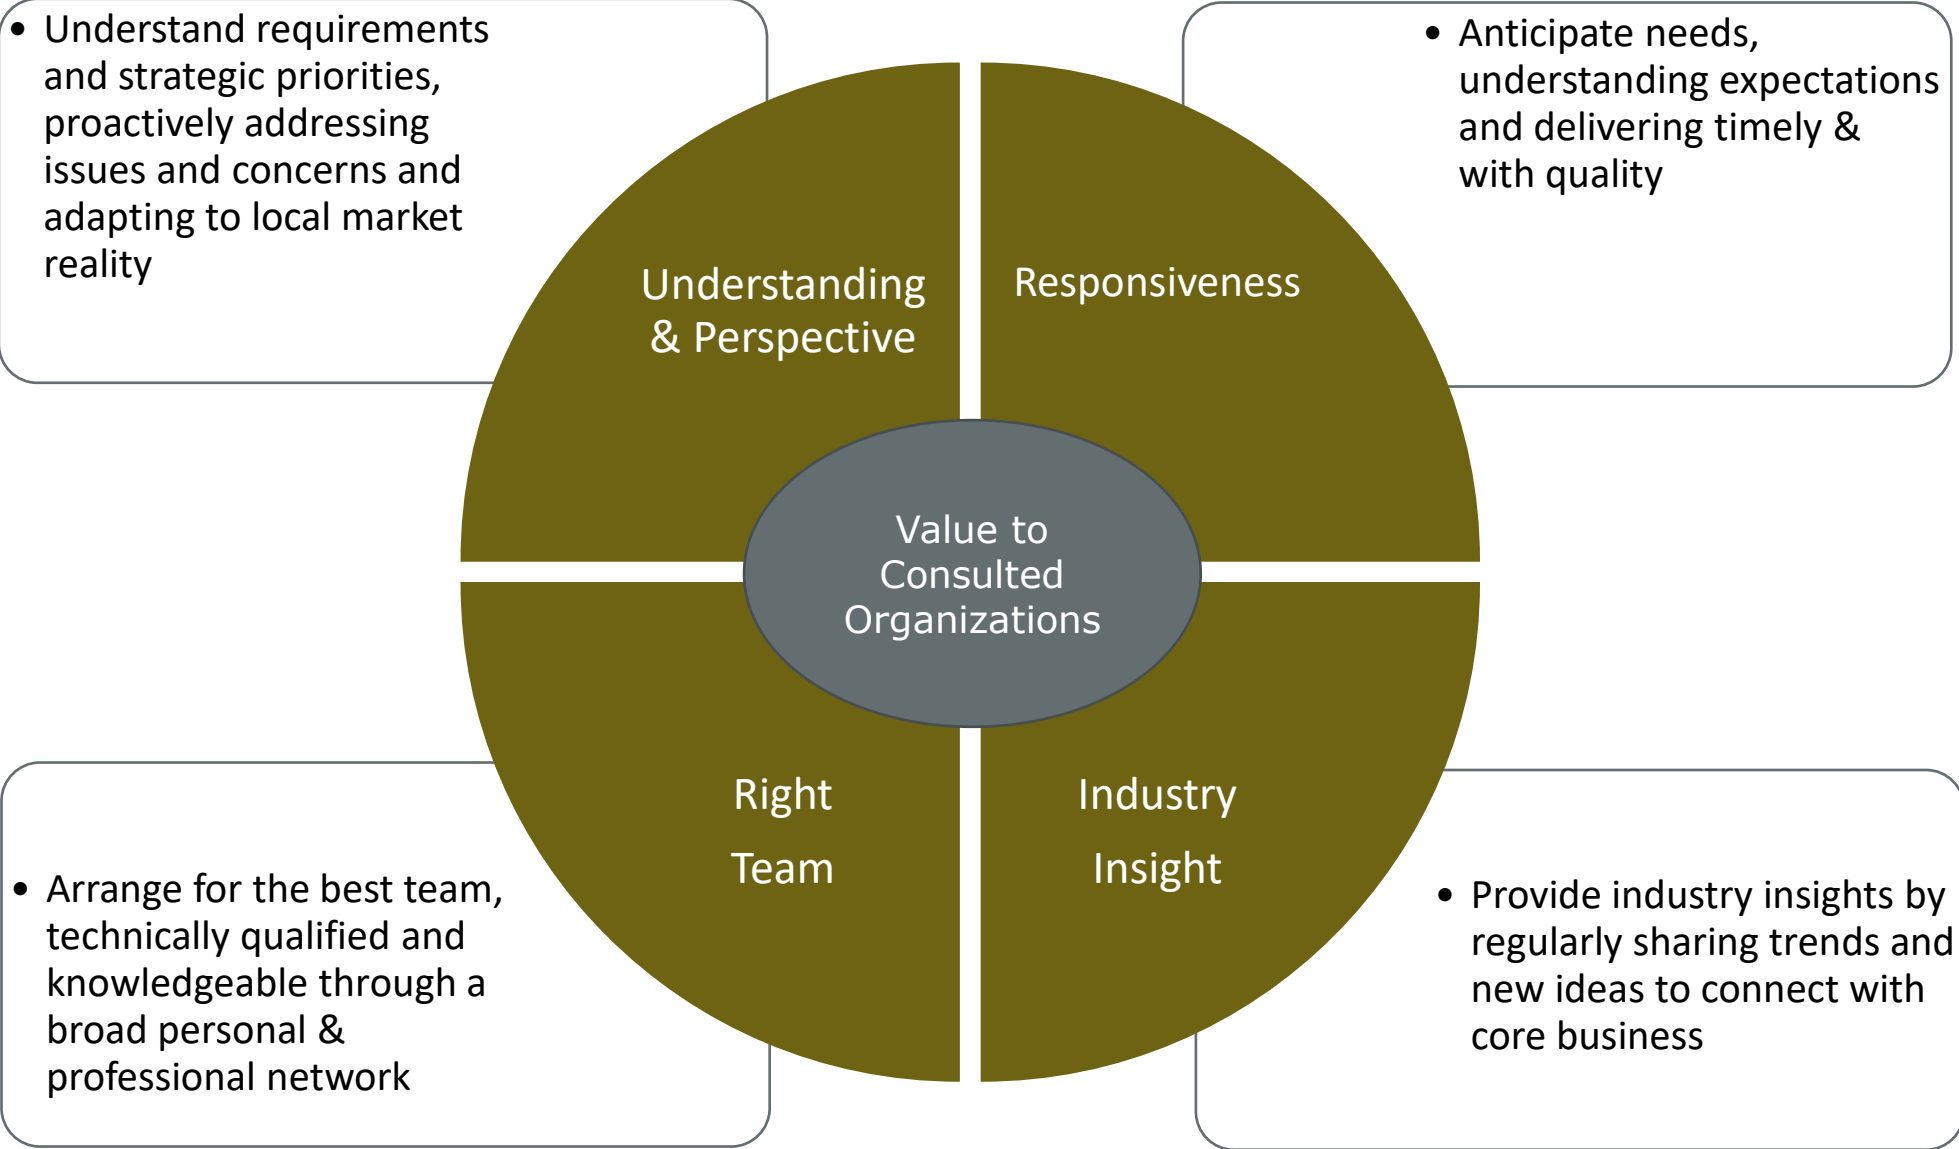 • Understand requirements
and strategic priorities,
proactively addressing
issues and concerns and
adapting to local market
reality
• Anticipate needs,
understanding expectations
and delivering timely &
with quality
Understanding
& Perspective
Responsiveness
Value to
Consulted
Organizations
Right
Team
Industry
Insight
• Arrange for the best team,
technically qualified and
knowledgeable through a
broad personal &
professional network
• Provide industry insights by
regularly sharing trends and
new ideas to connect with
core business